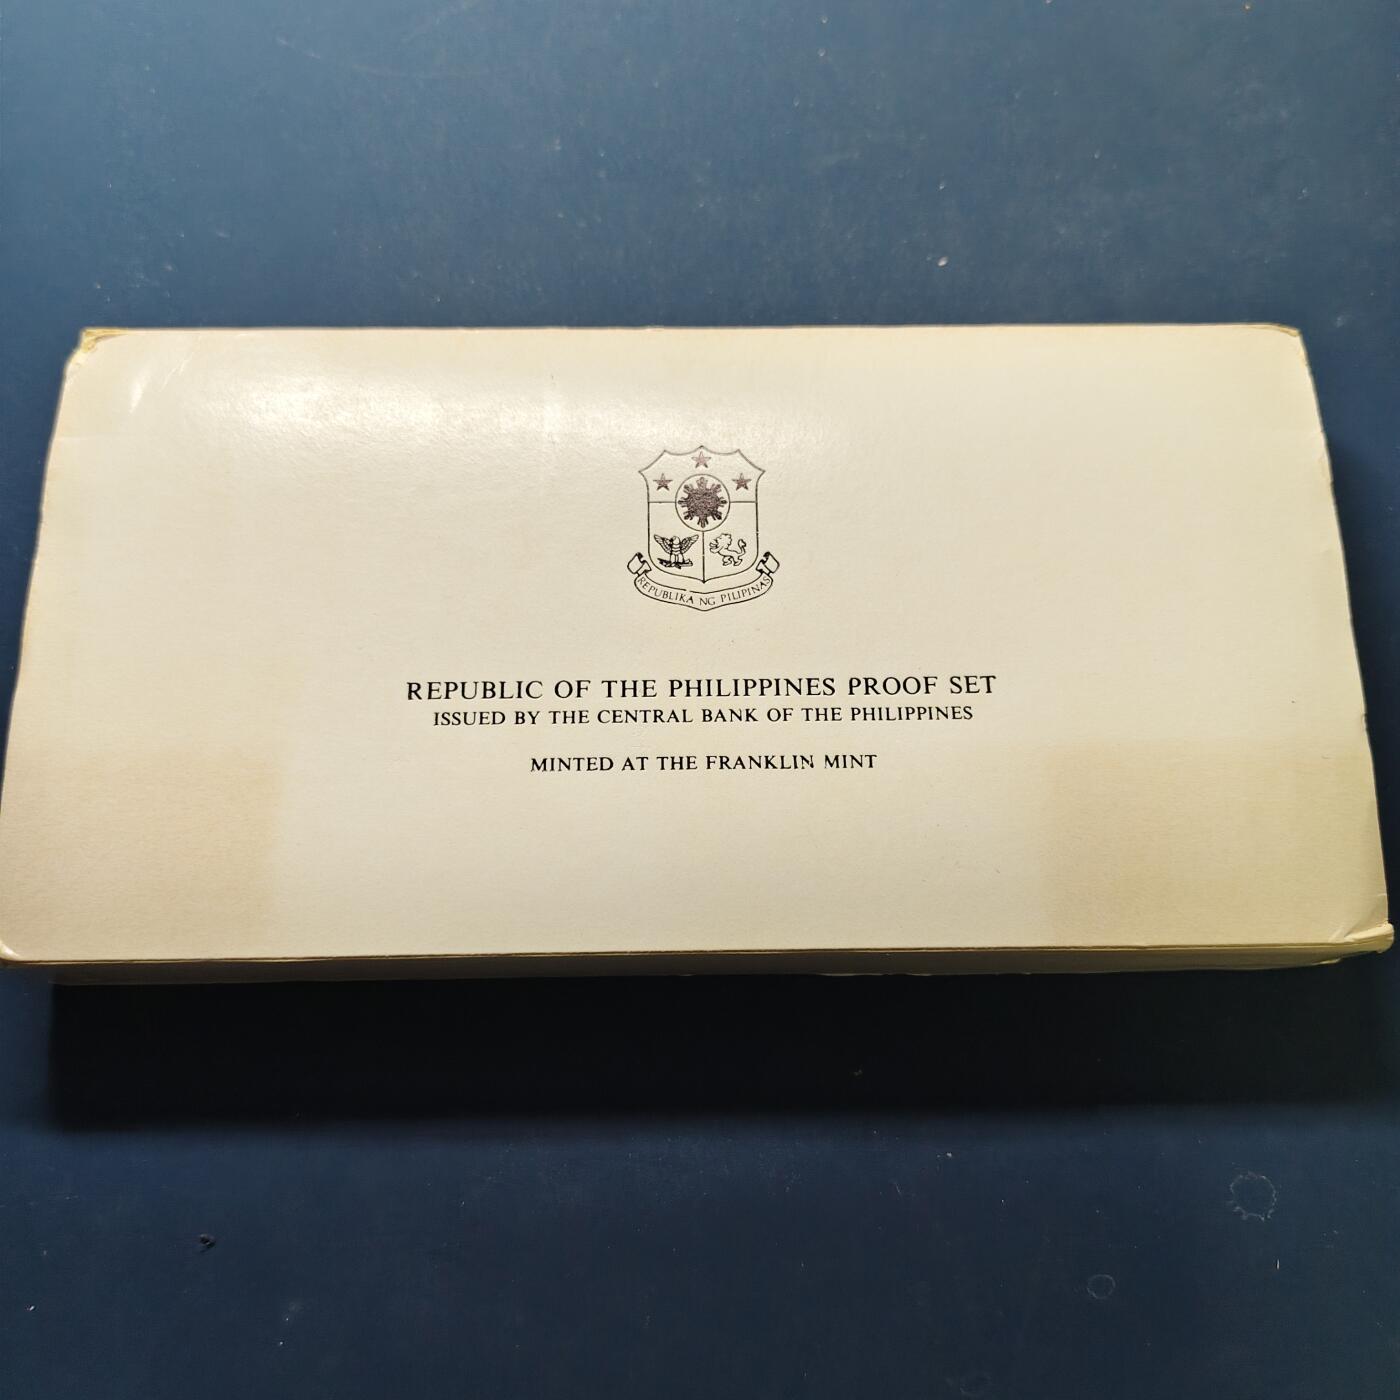 REPUBLIKA NG PILIPINAS
REPUBLIC OF THE PHILIPPINES PROOF SET
ISSUED BY THE CENTRAL BANK OF THE PHILIPPINES
MINTED AT THE FRANKLIN MINT